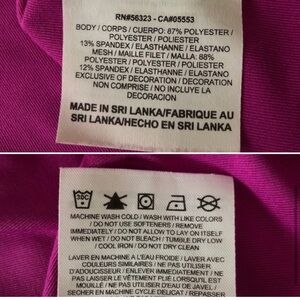 RN#56323 - CA#05553
BODY / CORPS / CUERPO: 87% POLYESTER /
POLYESTER / POLIESTER
13% SPANDEX / ELASTHANNE / ELASTANO
MESH / MAILLE FILET / MALLA: 88%
POLYESTER / POLYESTER / POLIESTER
12% SPANDEX / ELASTHANNE / ELASTANO
EXCLUSIVE OF DECORATION / DECORATION
NON COMPRISE / NO INCLUYE LA
DECORACION
MADE IN SRI LANKA/FABRIQUE AU
SRI LANKA/HECHO EN SRI LANKA
30C
MACHINE WASH COLD / WASH WITH LIKE COLORS
/ DO NOT USE SOFTENERS / REMOVE
IMMEDIATELY / DO NOT ALLOW TO LAY ON ITSELF
WHEN WET / DO NOT BLEACH / TUMBLE DRY LOW
/ COOL IRON / DO NOT DRY CLEAN
LAVER EN MACHINE A L'EAU FROIDE / LAVER AVEC
COULEURS SIMILAIRES / NE PAS UTILISER
D'ADOUCISSEUR / ENLEVER IMMEDIATEMENT / NE PAS
LAISSER LE VÊTEMENT PLIÉ LORSQU'IL EST
MOUILLÉ / NE PAS UTILISER D'EAU DE JAVEL /
SECHER EN MACHINE CYCLE DELICAT / REPASSER